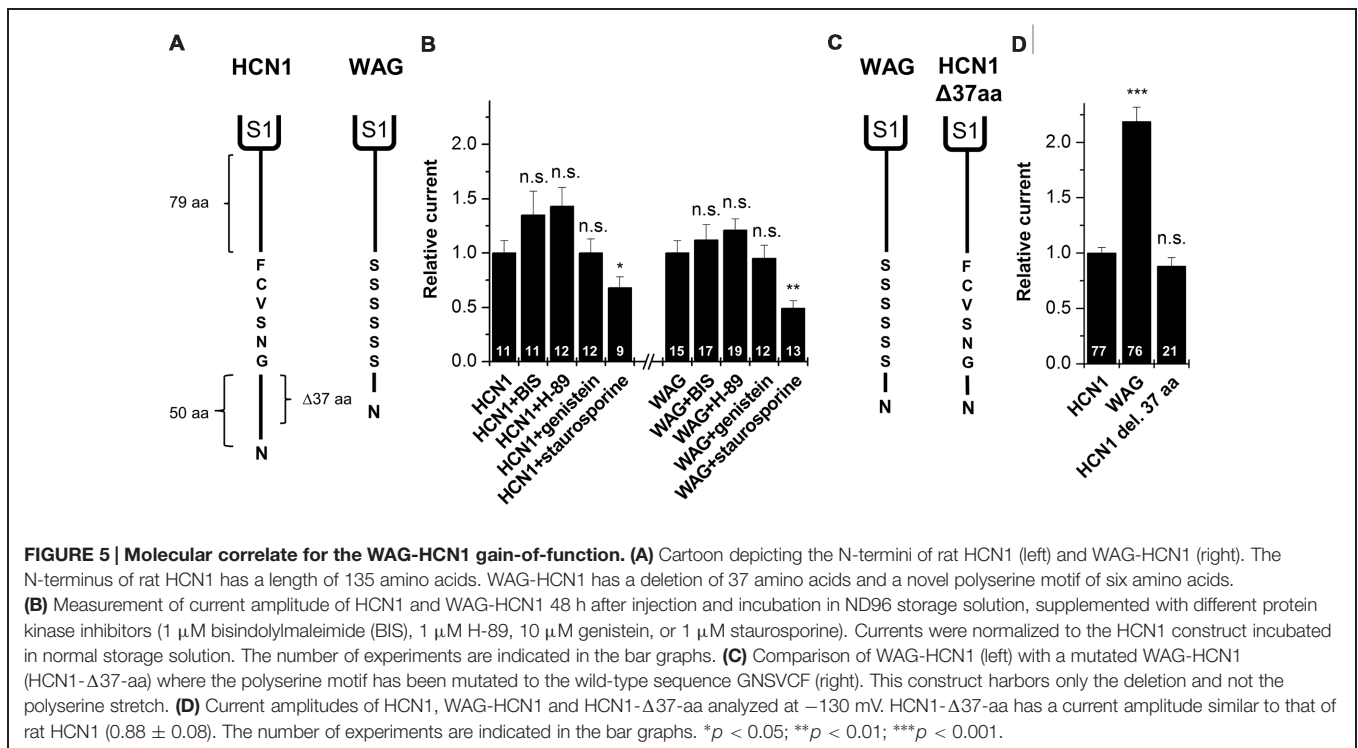 A
B
C
D
HCN1
WAG
S1
S1
79 aa
F
C
V
S
N
G
50 aa
Δ37 aa
N
S
S
S
S
S
S
N
Relative current
2.0
1.5
1.0
0.5
0.0
n.s.
n.s.
n.s.
*
n.s.
n.s.
n.s.
**
11
11
12
12
9
15
17
19
12
13
HCN1
HCN1+BIS
HCN1+H-89
HCN1+genistein
HCN1+staurosporine
WAG
WAG+BIS
WAG+H-89
WAG+genistein
WAG+staurosporine
WAG
HCN1
Δ37aa
S1
S1
S
S
S
S
S
S
N
F
C
V
S
N
G
N
Relative current
2.0
1.5
1.0
0.5
0.0
***
n.s.
77
76
21
HCN1
WAG
HCN1 del. 37 aa
FIGURE 5 | Molecular correlate for the WAG-HCN1 gain-of-function. (A) Cartoon depicting the N-termini of rat HCN1 (left) and WAG-HCN1 (right). The
N-terminus of rat HCN1 has a length of 135 amino acids. WAG-HCN1 has a deletion of 37 amino acids and a novel polyserine motif of six amino acids.
(B) Measurement of current amplitude of HCN1 and WAG-HCN1 48 h after injection and incubation in ND96 storage solution, supplemented with different protein
kinase inhibitors (1 μM bisindolylmaleimide (BIS), 1 μM H-89, 10 μM genistein, or 1 μM staurosporine). Currents were normalized to the HCN1 construct incubated
in normal storage solution. The number of experiments are indicated in the bar graphs. (C) Comparison of WAG-HCN1 (left) with a mutated WAG-HCN1
(HCN1-Δ37-aa) where the polyserine motif has been mutated to the wild-type sequence GNSVCF (right). This construct harbors only the deletion and not the
polyserine stretch. (D) Current amplitudes of HCN1, WAG-HCN1 and HCN1-Δ37-aa analyzed at −130 mV. HCN1-Δ37-aa has a current amplitude similar to that of
rat HCN1 (0.88 ± 0.08). The number of experiments are indicated in the bar graphs. *p < 0.05; **p < 0.01; ***p < 0.001.